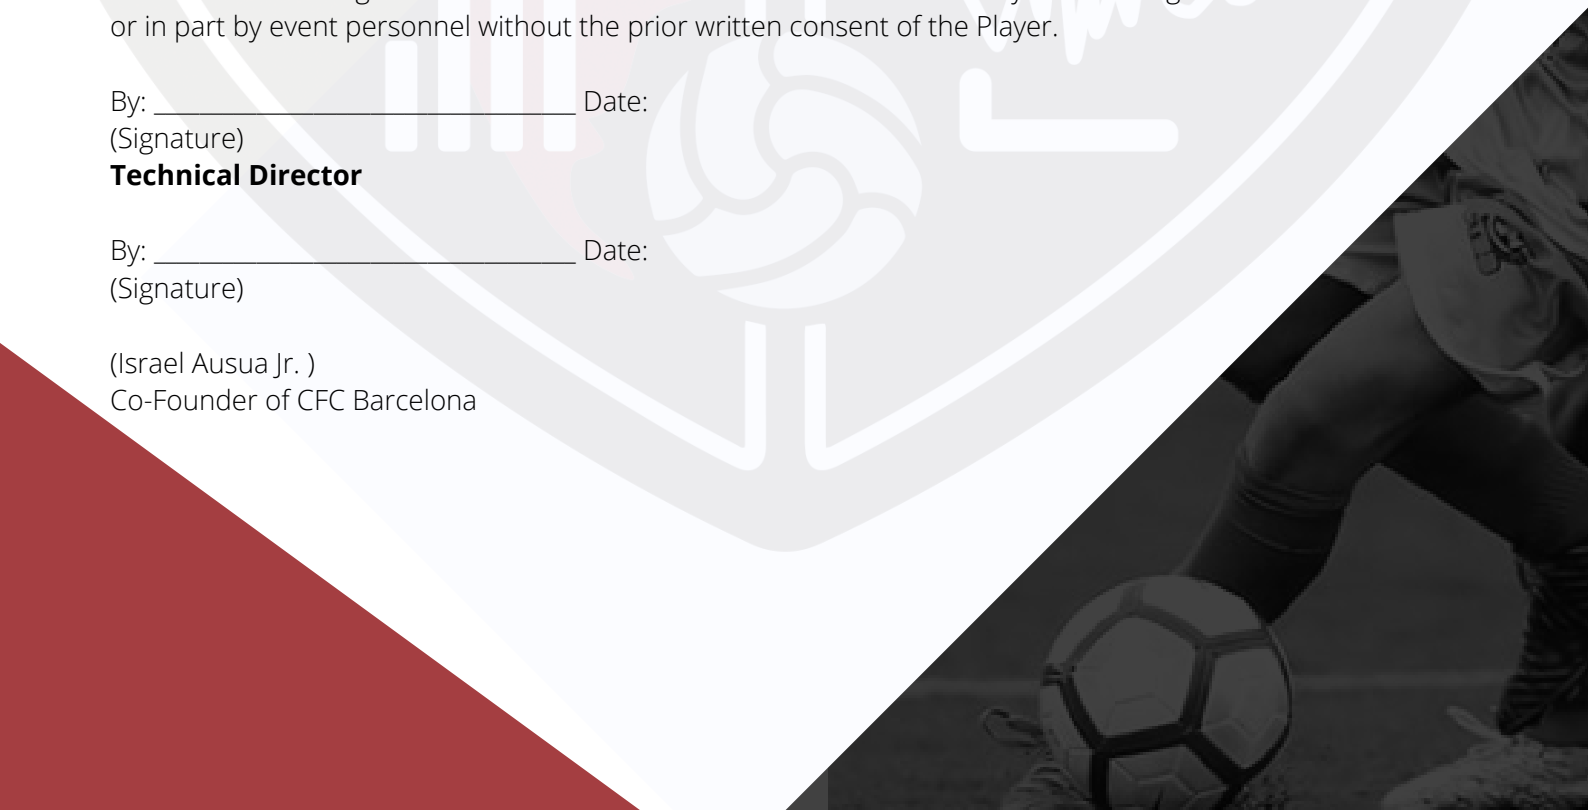 or in part by event personnel without the prior written consent of the Player.
By: ______________________________ Date:
(Signature)
Technical Director
By: ______________________________ Date:
(Signature)
(Israel Ausua Jr. )
Co-Founder of CFC Barcelona